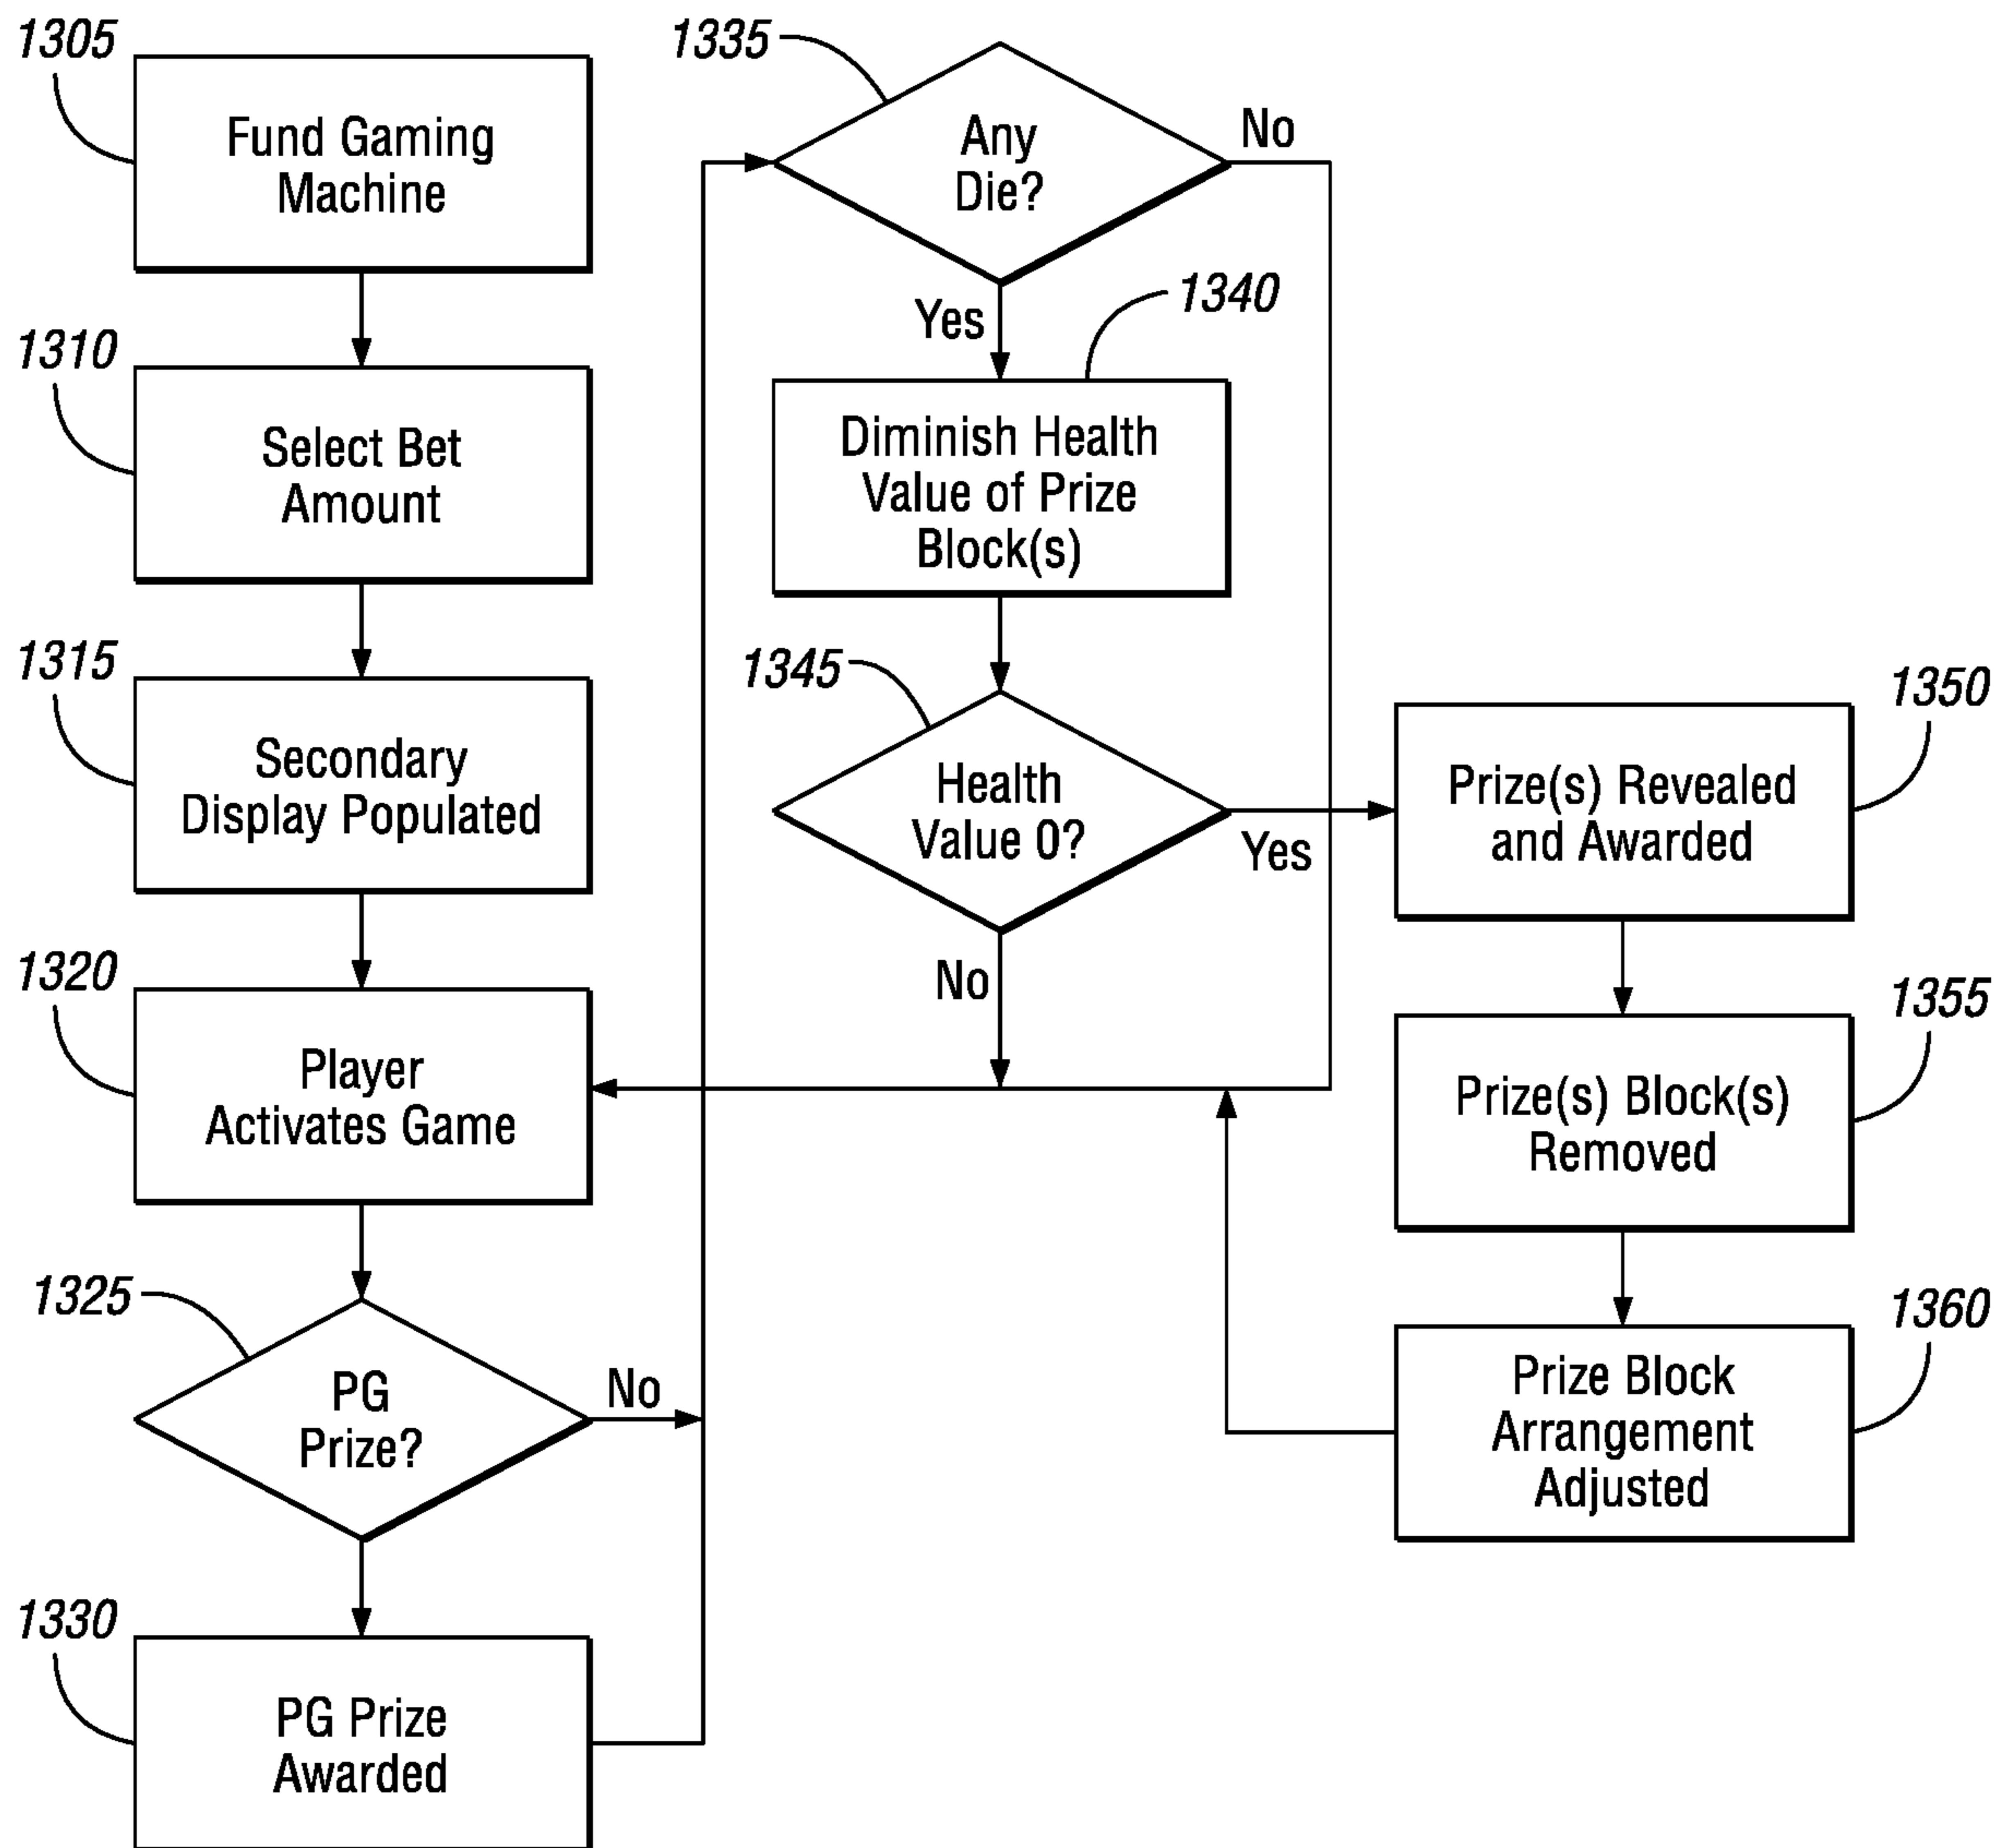 1305
Fund Gaming
Machine
1310
Select Bet
Amount
1315
Secondary
Display Populated
1320
Player
Activates Game
1325
PG
Prize?
No
1330
PG Prize
Awarded
1335
Any
Die?
No
Yes
1340
Diminish Health
Value of Prize
Block(s)
1345
Health
Value 0?
Yes
No
1350
Prize(s) Revealed
and Awarded
1355
Prize(s) Block(s)
Removed
1360
Prize Block
Arrangement
Adjusted